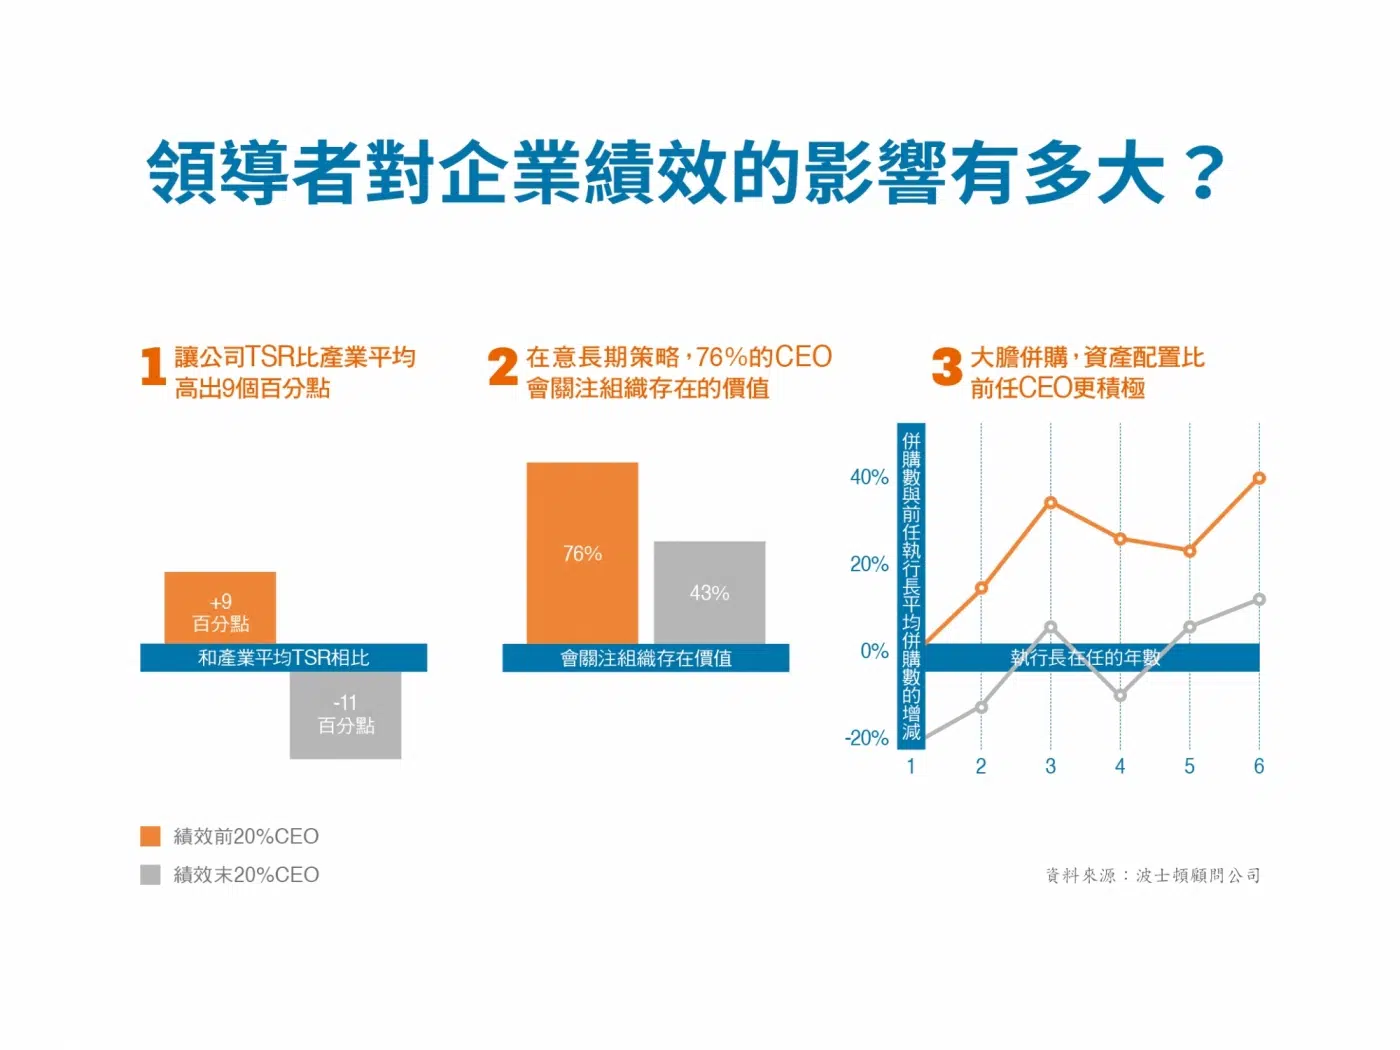 領導者對企業績效的影響有多大？
1 讓公司TSR比產業平均
高出9個百分點
+9
百分點
和產業平均TSR相比
-11
百分點
2 在意長期策略，76%的CEO
會關注組織存在的價值
76%
43%
會關注組織存在價值
3 大膽併購，資產配置比
前任CEO更積極
併購數與前任執行長平均併購數的增減
40%
20%
0%
-20%
執行長在任的年數
1 2 3 4 5 6
績效前20%CEO
績效末20%CEO
資料來源：波士頓顧問公司